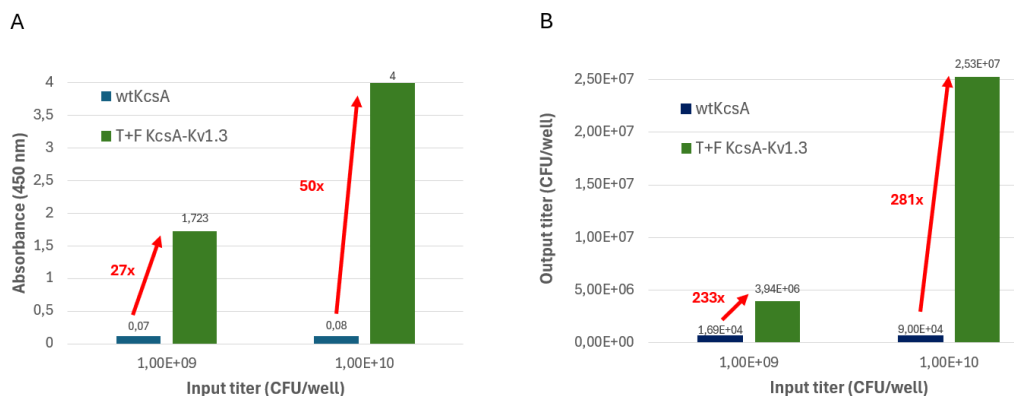 A
Absorbance (450 nm)
4
3,5
3
2,5
2
1,5
1
0,5
0
wtKcsA
T+F KcsA-Kv1.3
27x
50x
0,07
1,723
0,08
4
1,00E+09
1,00E+10
Input titer (CFU/well)
B
Output titer (CFU/well)
2,50E+07
2,00E+07
1,50E+07
1,00E+07
5,00E+06
0,00E+00
wtKcsA
T+F KcsA-Kv1.3
233x
281x
1,69E+04
3,94E+06
9,00E+04
2,53E+07
1,00E+09
1,00E+10
Input titer (CFU/well)